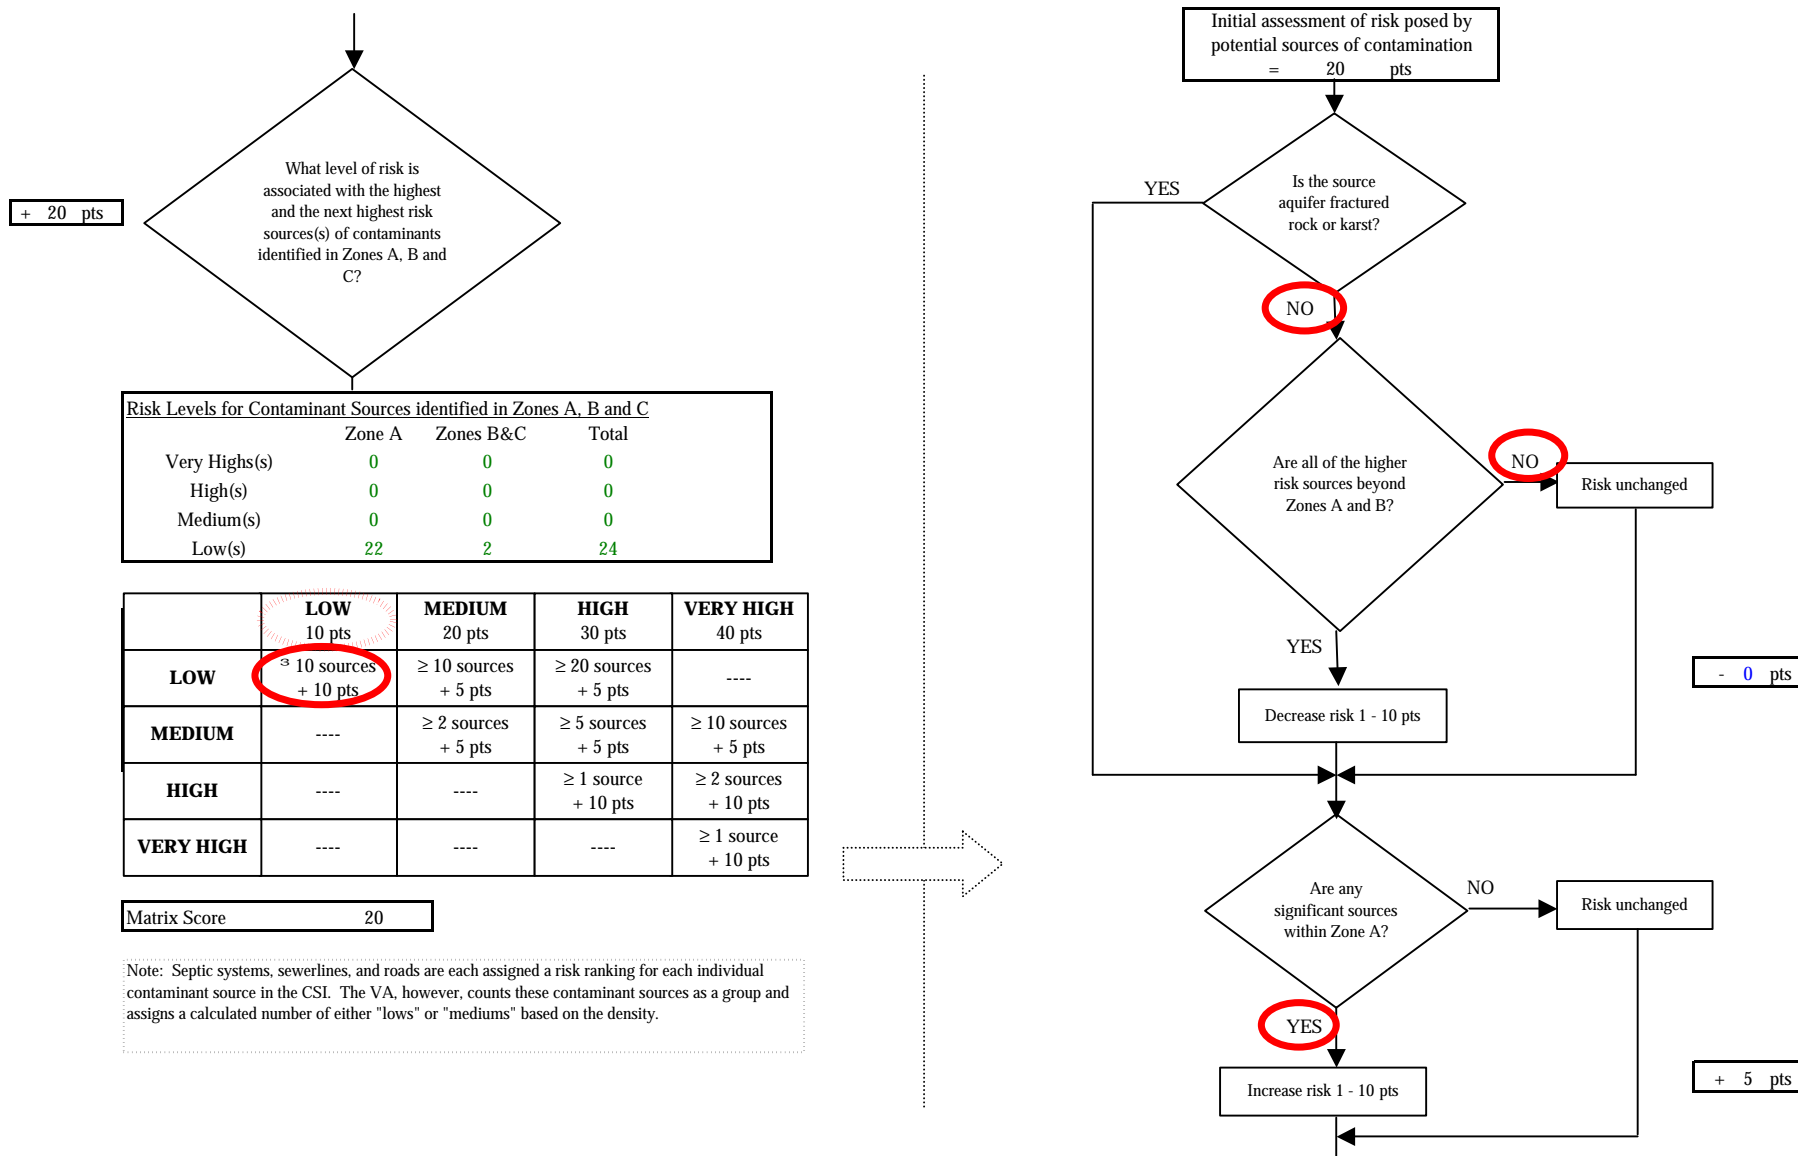 + 20 pts
What level of risk is
associated with the highest
and the next highest risk
sources(s) of contaminants
identified in Zones A, B and
C?
Risk Levels for Contaminant Sources identified in Zones A, B and C
Zone A Zones B&C Total
Very Highs(s) 0 0 0
High(s) 0 0 0
Medium(s) 0 0 0
Low(s) 22 2 24
LOW MEDIUM HIGH VERY HIGH
10 pts 20 pts 30 pts 40 pts
LOW ³ 10 sources + 10 pts ≥ 10 sources + 5 pts ≥ 20 sources + 5 pts ----
MEDIUM ---- ≥ 2 sources + 5 pts ≥ 5 sources + 5 pts ≥ 10 sources + 5 pts
HIGH ---- ---- ≥ 1 source + 10 pts ≥ 2 sources + 10 pts
VERY HIGH ---- ---- ---- ≥ 1 source + 10 pts
Matrix Score 20
Note: Septic systems, sewerlines, and roads are each assigned a risk ranking for each individual
contaminant source in the CSI. The VA, however, counts these contaminant sources as a group and
assigns a calculated number of either "lows" or "mediums" based on the density.
Initial assessment of risk posed by
potential sources of contamination
= 20 pts
Is the source
aquifer fractured
rock or karst?
YES
NO
Are all of the higher
risk sources beyond
Zones A and B?
NO
Risk unchanged
YES
Decrease risk 1 - 10 pts
- 0 pts
Are any
significant sources
within Zone A?
NO
Risk unchanged
YES
Increase risk 1 - 10 pts
+ 5 pts